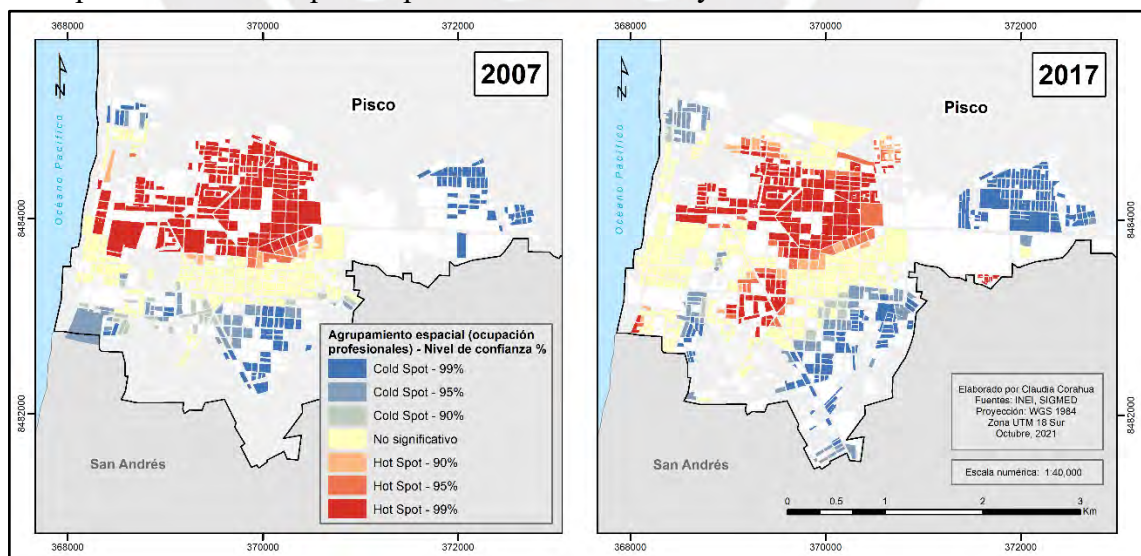 368000 370000 372000
368000 370000 372000
2007
2017
N
N
Pisco
Pisco
Océano Pacífico
Océano Pacífico
8484000
8484000
8482000
8482000
Agrupamiento espacial (ocupación
profesionales) - Nivel de confianza %
Cold Spot - 99%
Cold Spot - 95%
Cold Spot - 90%
No significativo
Hot Spot - 90%
Hot Spot - 95%
Hot Spot - 99%
San Andrés
San Andrés
Elaborado por Claudia Corahua
Fuentes: INEI, SIGMED
Proyección: WGS 1984
Zona UTM 18 Sur
Octubre, 2021
Escala numérica: 1:40,000
0 0.5 1 2 3
Km
368000 370000 372000
368000 370000 372000